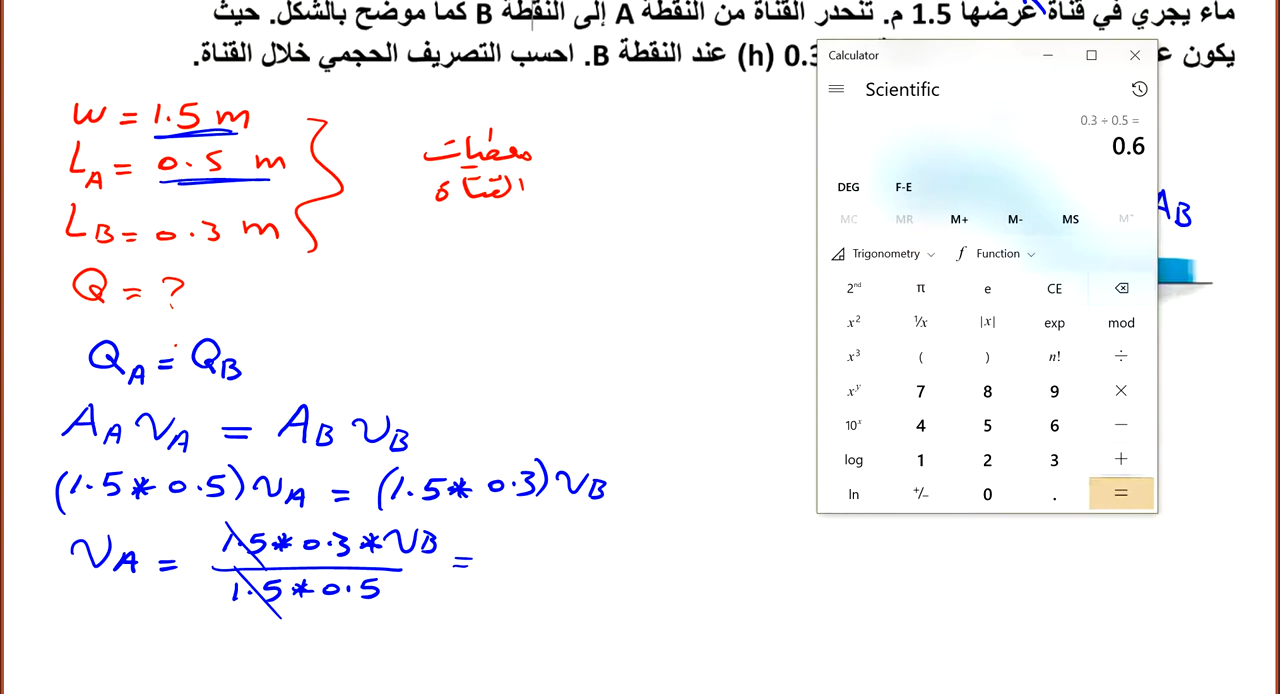 ماء يجري في قناة عرضها 1.5 م. تنحدر القناة من النقطة A إلى النقطة B كما موضح بالشكل. حيث
يكون
0.3 (h) عند النقطة B. احسب التصريف الحجمي خلال القناة.
W = 1.5 m
L_A = 0.5 m
L_B = 0.3 m
معطيات
القناة
Q = ?
Q_A = Q_B
A_A V_A = A_B V_B
(1.5 * 0.5) V_A = (1.5 * 0.3) V_B
V_A = 1.5 * 0.3 * V_B / 1.5 * 0.5 =
Calculator
Scientific
0.3 ÷ 0.5 =
0.6
DEG F-E
MC MR M+ M- MS M˅
Trigonometry f Function
2nd π e CE
x² ¹/x |x| exp mod
x³ ( ) n! ÷
xʸ 7 8 9 ×
10ˣ 4 5 6 −
log 1 2 3 +
ln +/− 0 . =
A_B